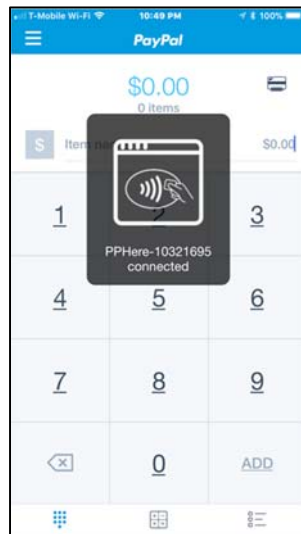 T-Mobile Wi-Fi 10:49 PM 100%
PayPal
$0.00
0 items
$ Item $0.00
1 3
PPHere-10321695
connected
4 5 6
7 8 9
0 ADD